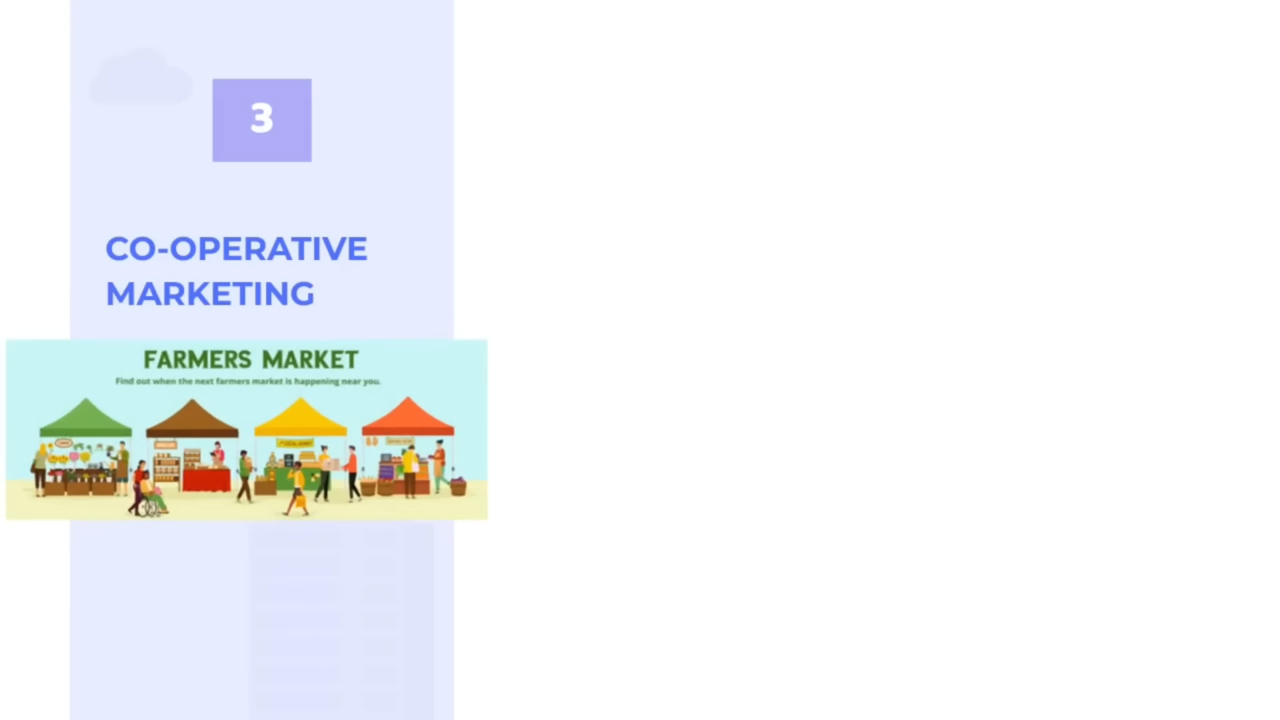 3
CO-OPERATIVE
MARKETING
FARMERS MARKET
Find out when the next farmers market is happening near you.